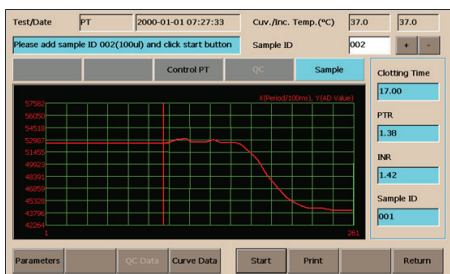 Test/Date PT 2000-01-01 07:27:33 Cuv./Inc. Temp.(°C) 37.0 37.0
Please add sample ID 002(100ul) and click start button Sample ID 002 + -
Control PT QC Sample
Clotting Time
17.00
PTR
1.38
INR
1.42
Sample ID
001
X(Period/100ms), Y(AD Value)
57582
56050
54518
52987
51455
49923
48391
46859
45328
43796
42264
1 261
Parameters QC Data Curve Data Start Print Return